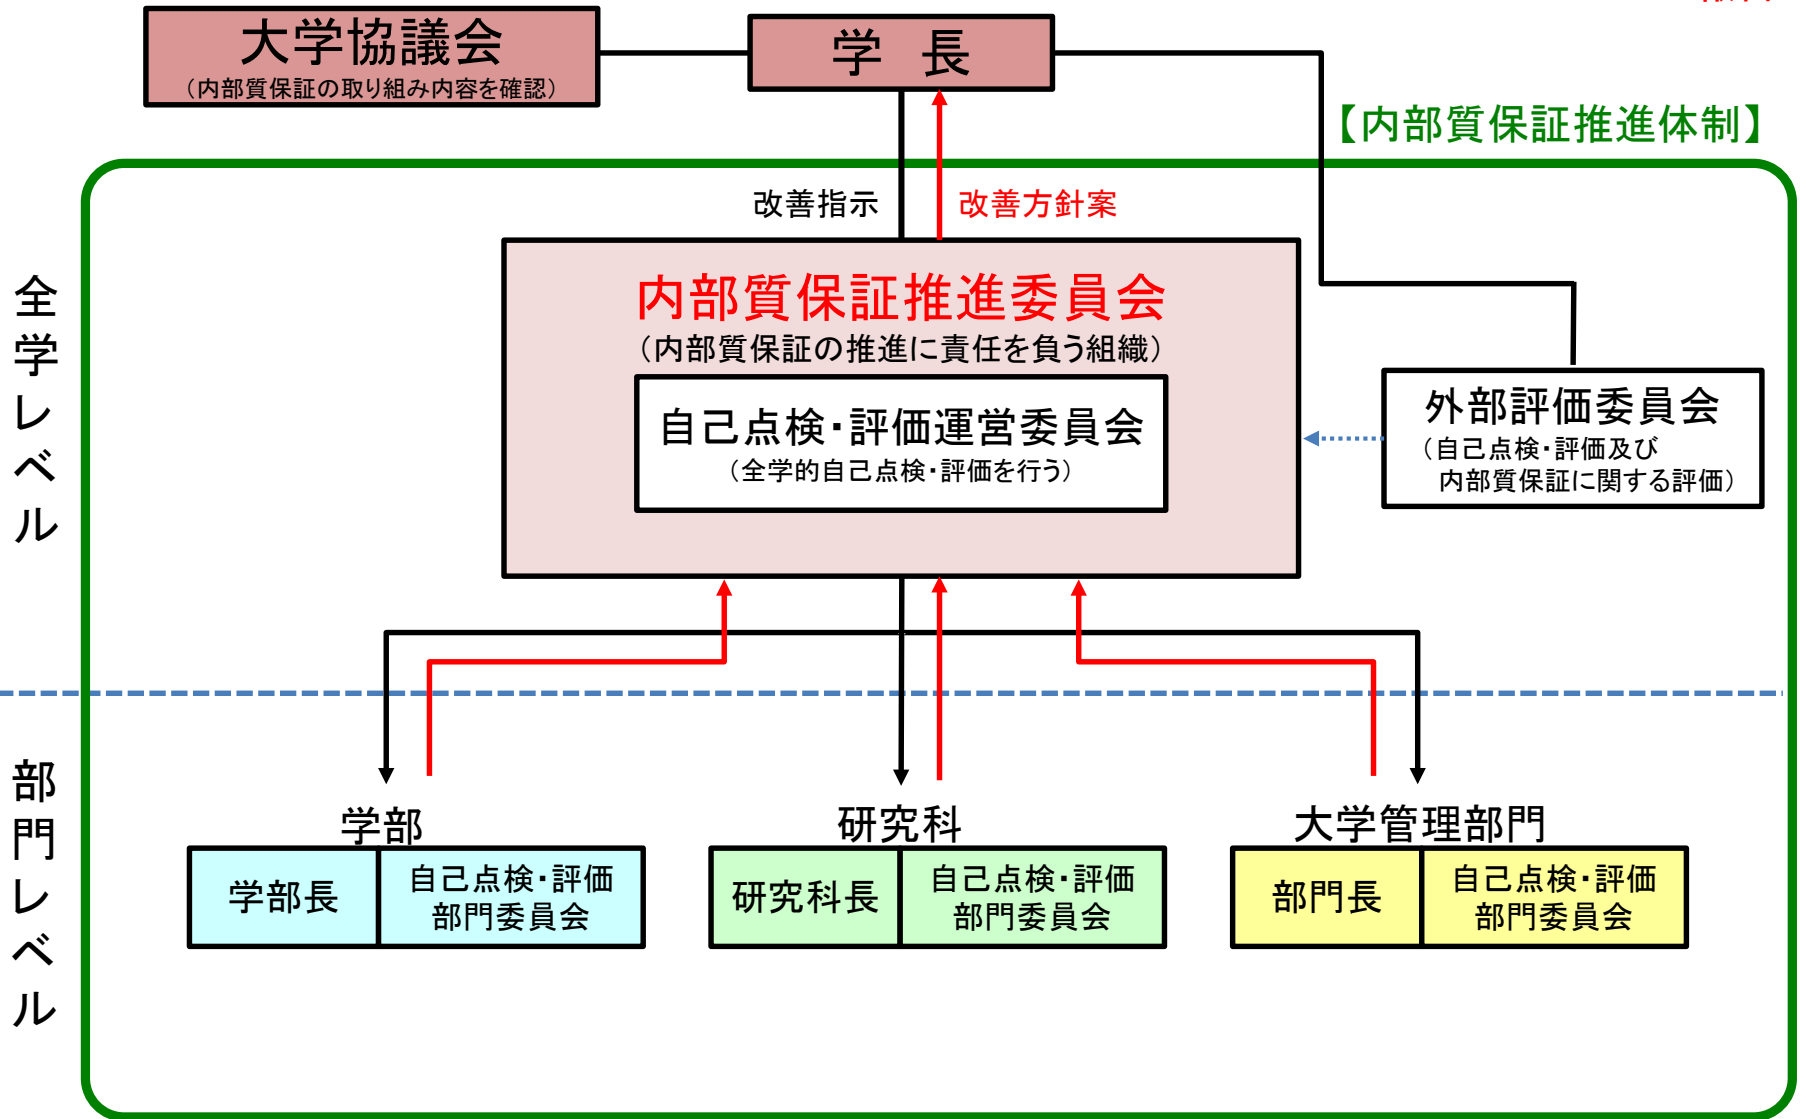 大学協議会
（内部質保証の取り組み内容を確認）
学　長
【内部質保証推進体制】
改善指示
改善方針案
全学レベル
内部質保証推進委員会
（内部質保証の推進に責任を負う組織）
自己点検・評価運営委員会
（全学的自己点検・評価を行う）
外部評価委員会
（自己点検・評価及び
内部質保証に関する評価）
部門レベル
学部
学部長
自己点検・評価
部門委員会
研究科
研究科長
自己点検・評価
部門委員会
大学管理部門
部門長
自己点検・評価
部門委員会